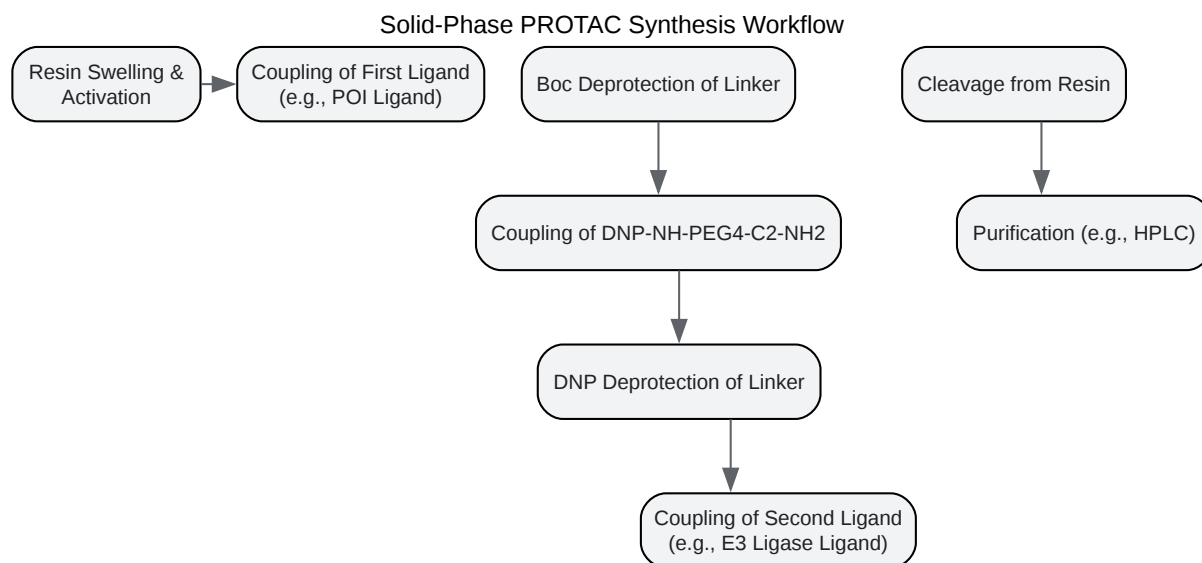 Solid-Phase PROTAC Synthesis Workflow
Resin Swelling &
Activation
Coupling of First Ligand
(e.g., POI Ligand)
Boc Deprotection of Linker
Cleavage from Resin
Coupling of DNP-NH-PEG4-C2-NH2
Purification (e.g., HPLC)
DNP Deprotection of Linker
Coupling of Second Ligand
(e.g., E3 Ligase Ligand)